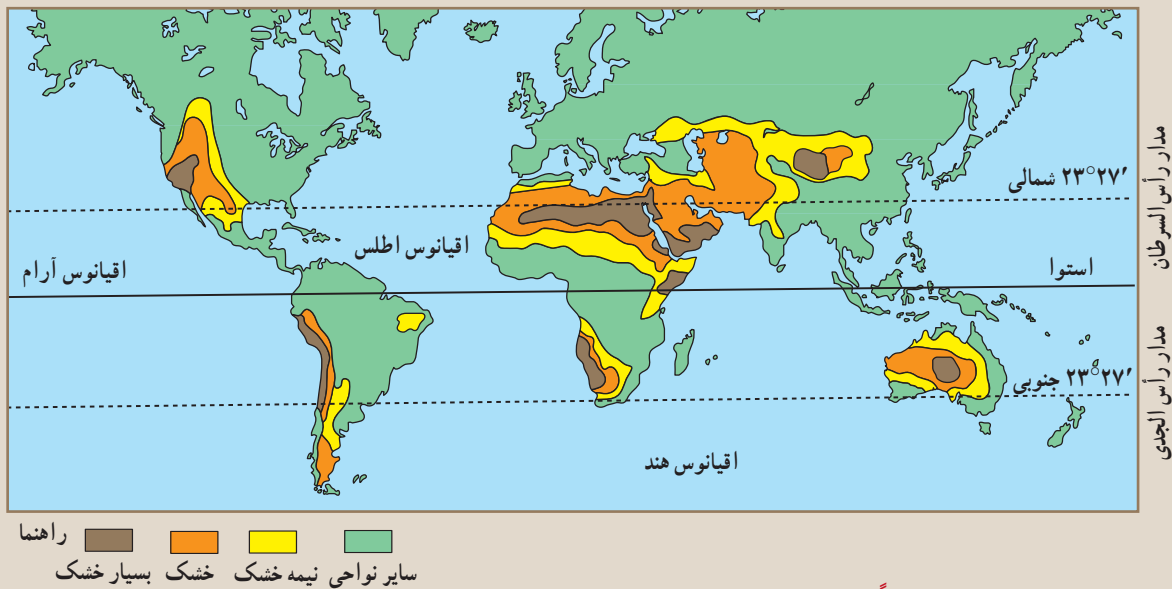 مدار رأس السرطان
۲۳°۲۷′ شمالی
اقیانوس اطلس
اقیانوس آرام
استوا
مدار رأس الجدی
۲۳°۲۷′ جنوبی
اقیانوس هند
راهنما
بسیار خشک
خشک
نیمه خشک
سایر نواحی